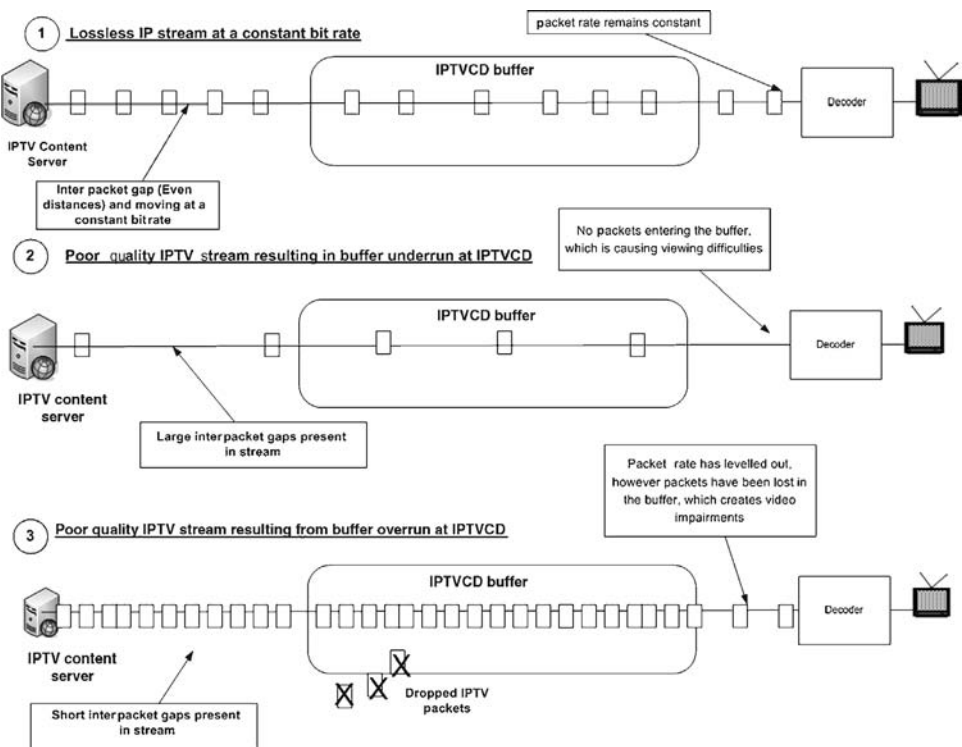 1
Lossless IP stream at a constant bit rate
packet rate remains constant
IPTVCD buffer
Decoder
IPTV Content
Server
Inter packet gap (Even
distances) and moving at a
constant bit rate
No packets entering the buffer,
which is causing viewing difficulties
2
Poor quality IPTV stream resulting in buffer underrun at IPTVCD
IPTVCD buffer
Decoder
IPTV content
server
Large interpacket gaps present
in stream
Packet rate has levelled out,
however packets have been lost in
the buffer, which creates video
impairments
3
Poor quality IPTV stream resulting from buffer overrun at IPTVCD
IPTVCD buffer
Decoder
IPTV content
server
Dropped IPTV
packets
Short interpacket gaps present
in stream